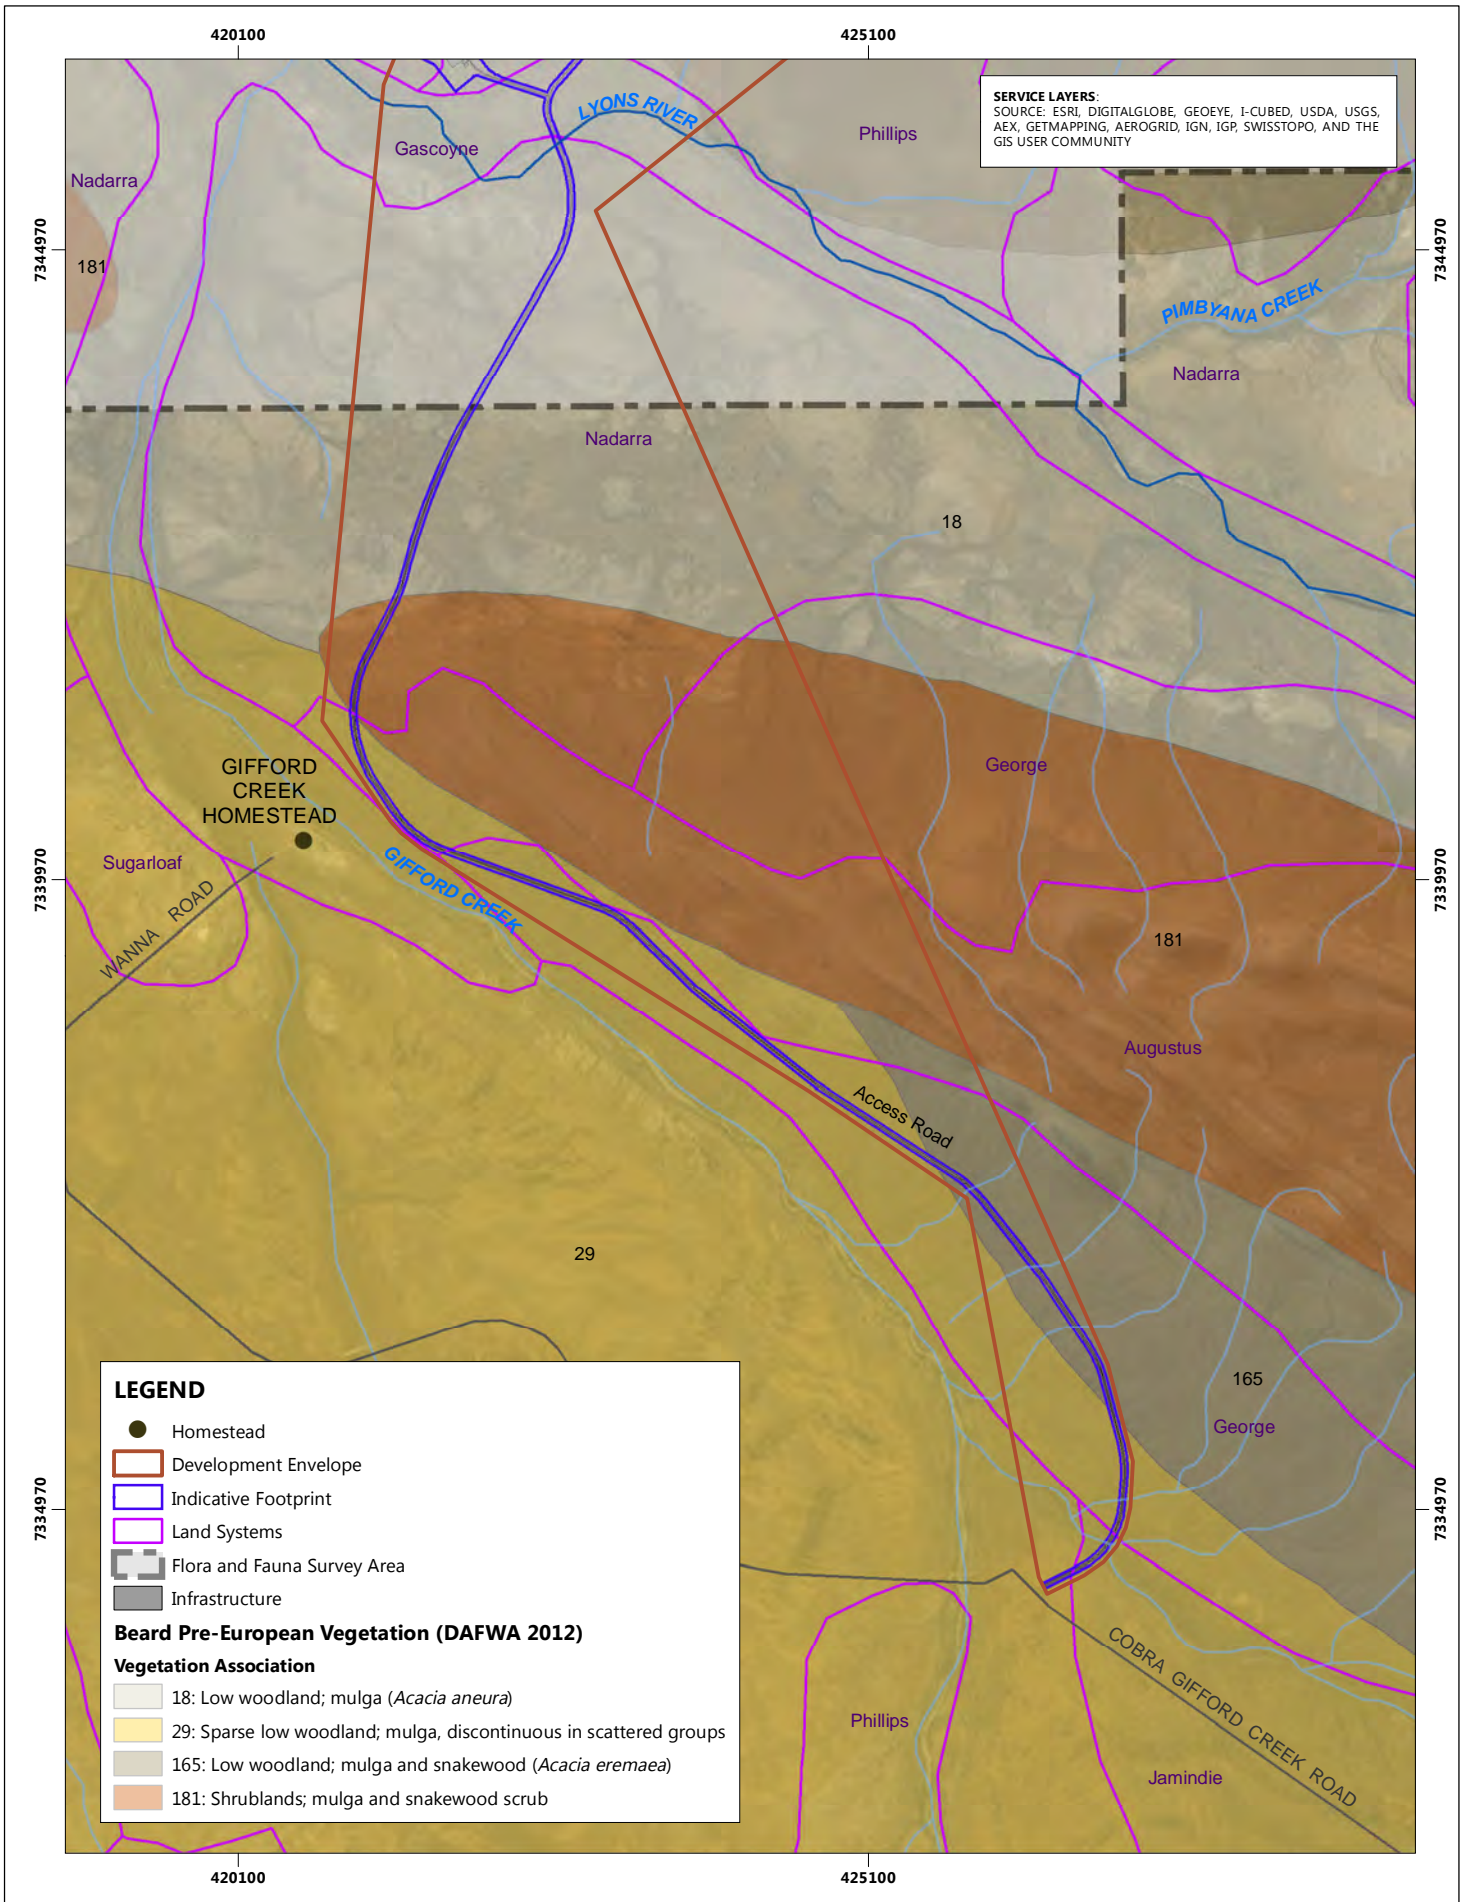 420100
425100
SERVICE LAYERS:
SOURCE: ESRI, DIGITALGLOBE, GEOEYE, I-CUBED, USDA, USGS,
AEX, GETMAPPING, AEROGRID, IGN, IGP, SWISSTOPO, AND THE
GIS USER COMMUNITY
LYONS RIVER
Phillips
Gascoyne
Nadarra
7344970
7344970
181
PIMBYANA CREEK
Nadarra
Nadarra
18
George
GIFFORD
CREEK
HOMESTEAD
Sugarloaf
GIFFORD CREEK
7339970
7339970
WANNA ROAD
181
Augustus
Access Road
29
165
George
7334970
7334970
LEGEND
Homestead
Development Envelope
Indicative Footprint
Land Systems
Flora and Fauna Survey Area
Infrastructure
Beard Pre-European Vegetation (DAFWA 2012)
Vegetation Association
18: Low woodland; mulga (Acacia aneura)
29: Sparse low woodland; mulga, discontinuous in scattered groups
165: Low woodland; mulga and snakewood (Acacia eremaea)
181: Shrublands; mulga and snakewood scrub
COBRA GIFFORD CREEK ROAD
Phillips
Jamindie
420100
425100